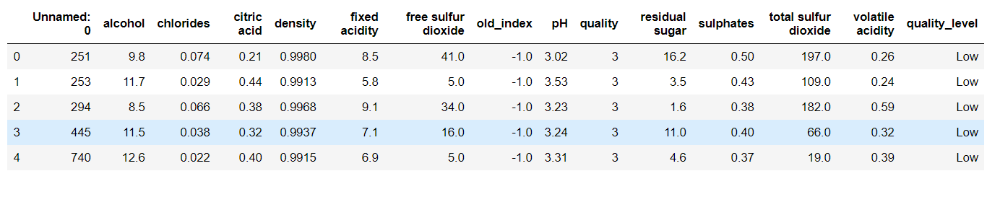 Unnamed: 0 alcohol chlorides citric acid density fixed acidity free sulfur dioxide old_index pH quality residual sugar sulphates total sulfur dioxide volatile acidity quality_level
0 251 9.8 0.074 0.21 0.9980 8.5 41.0 -1.0 3.02 3 16.2 0.50 197.0 0.26 Low
1 253 11.7 0.029 0.44 0.9913 5.8 5.0 -1.0 3.53 3 3.5 0.43 109.0 0.24 Low
2 294 8.5 0.066 0.38 0.9968 9.1 34.0 -1.0 3.23 3 1.6 0.38 182.0 0.59 Low
3 445 11.5 0.038 0.32 0.9937 7.1 16.0 -1.0 3.24 3 11.0 0.40 66.0 0.32 Low
4 740 12.6 0.022 0.40 0.9915 6.9 5.0 -1.0 3.31 3 4.6 0.37 19.0 0.39 Low